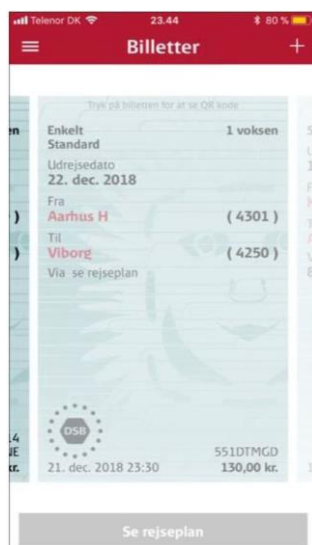 Telenor DK 23.44 80 %
Billetter
Tryk på billetten for at se QR kode
Enkelt 1 voksen
Standard
Udrejsedato
22. dec. 2018
Fra
Aarhus H ( 4301 )
Til
Viborg ( 4250 )
Via se rejseplan
DSB
551DTMGD
21. dec. 2018 23:30 130,00 kr.
Se rejseplan